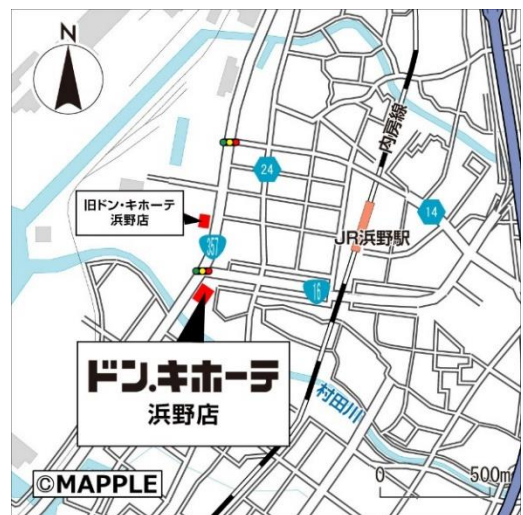 N
内房線
24
旧ドン・キホーテ
浜野店
14
JR浜野駅
357
16
ドン.キホーテ
浜野店
村田川
0 500m
©MAPPLE